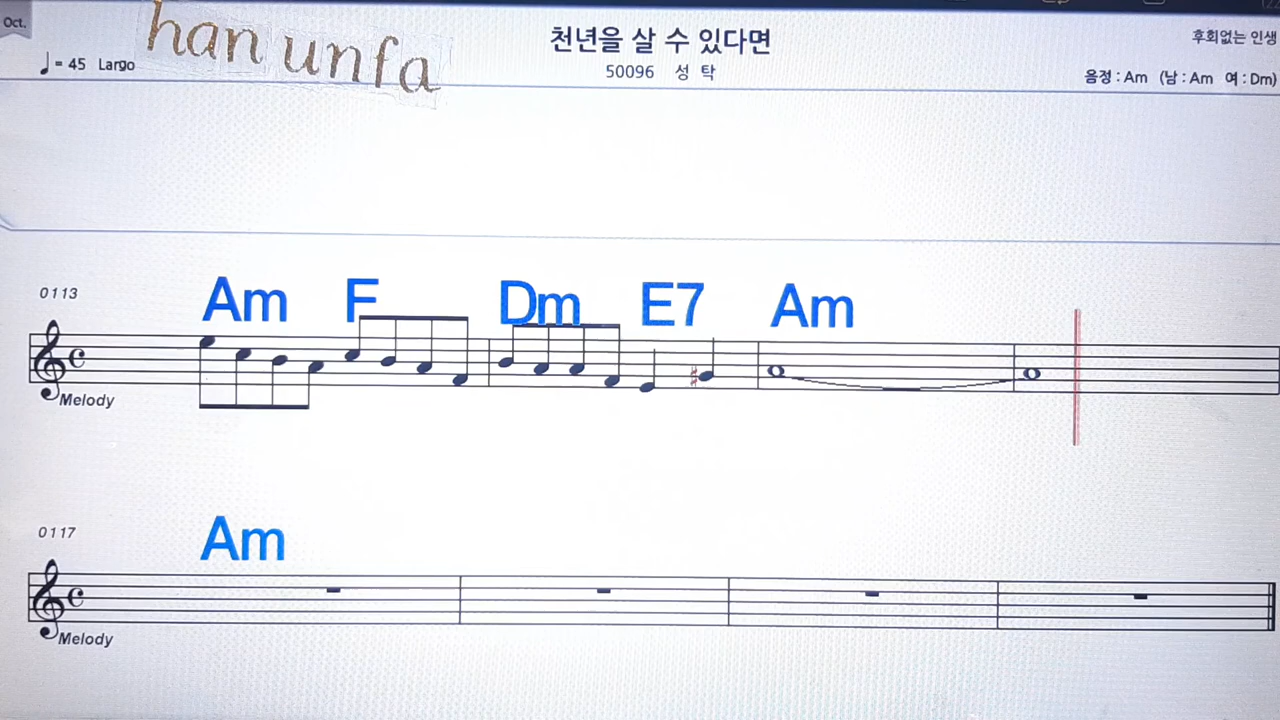 Oct.
han unfa
천년을 살 수 있다면
후회없는 인생
♩= 45 Largo
50096 성 탁
음정 : Am (남 : Am 여 : Dm)
Am F Dm E7 Am
0113
Melody
Am
0117
Melody